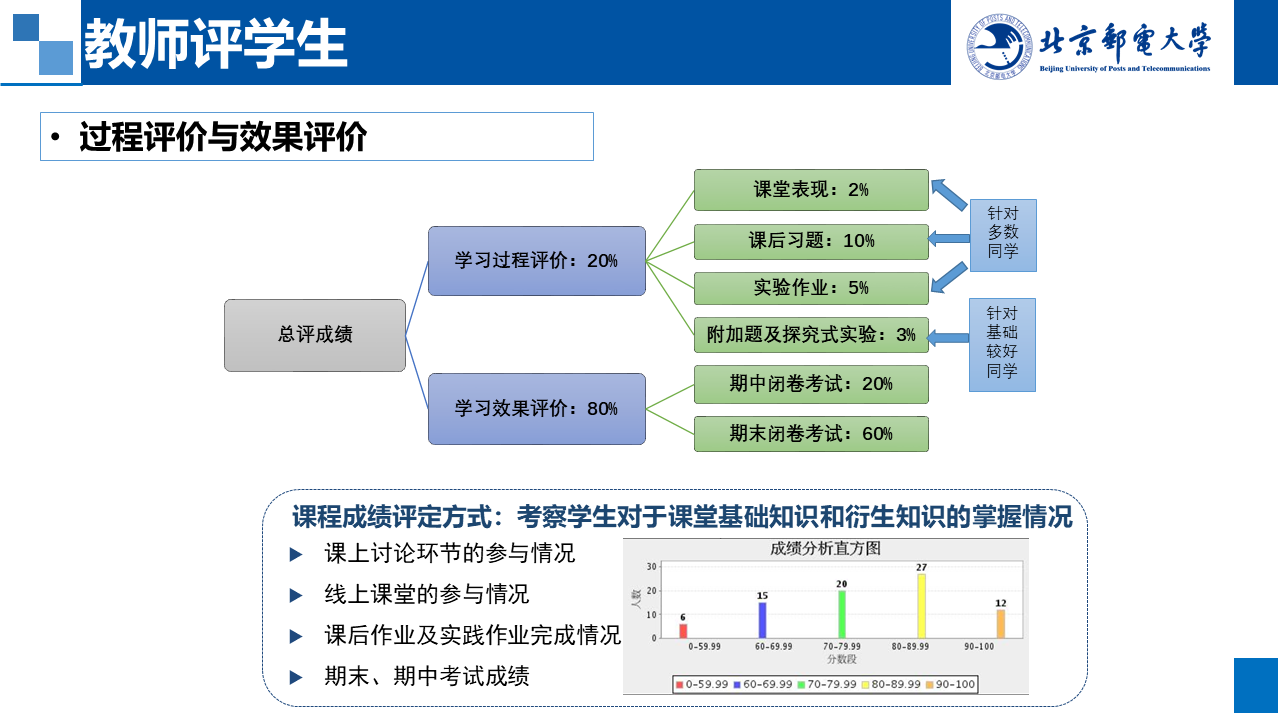 教师评学生
北京邮电大学
北京郵電大學
Beijing University of Posts and Telecommunications
• 过程评价与效果评价
总评成绩
学习过程评价：20%
课堂表现：2%
课后习题：10%
实验作业：5%
附加题及探究式实验：3%
针对
多数
同学
针对
基础
较好
同学
学习效果评价：80%
期中闭卷考试：20%
期末闭卷考试：60%
课程成绩评定方式：考察学生对于课堂基础知识和衍生知识的掌握情况
课上讨论环节的参与情况
线上课堂的参与情况
课后作业及实践作业完成情况
期末、期中考试成绩
成绩分析直方图
人数
30
20
10
0
6
15
20
27
12
0-59.99
60-69.99
70-79.99
80-89.99
90-100
分数段
0-59.99 60-69.99 70-79.99 80-89.99 90-100